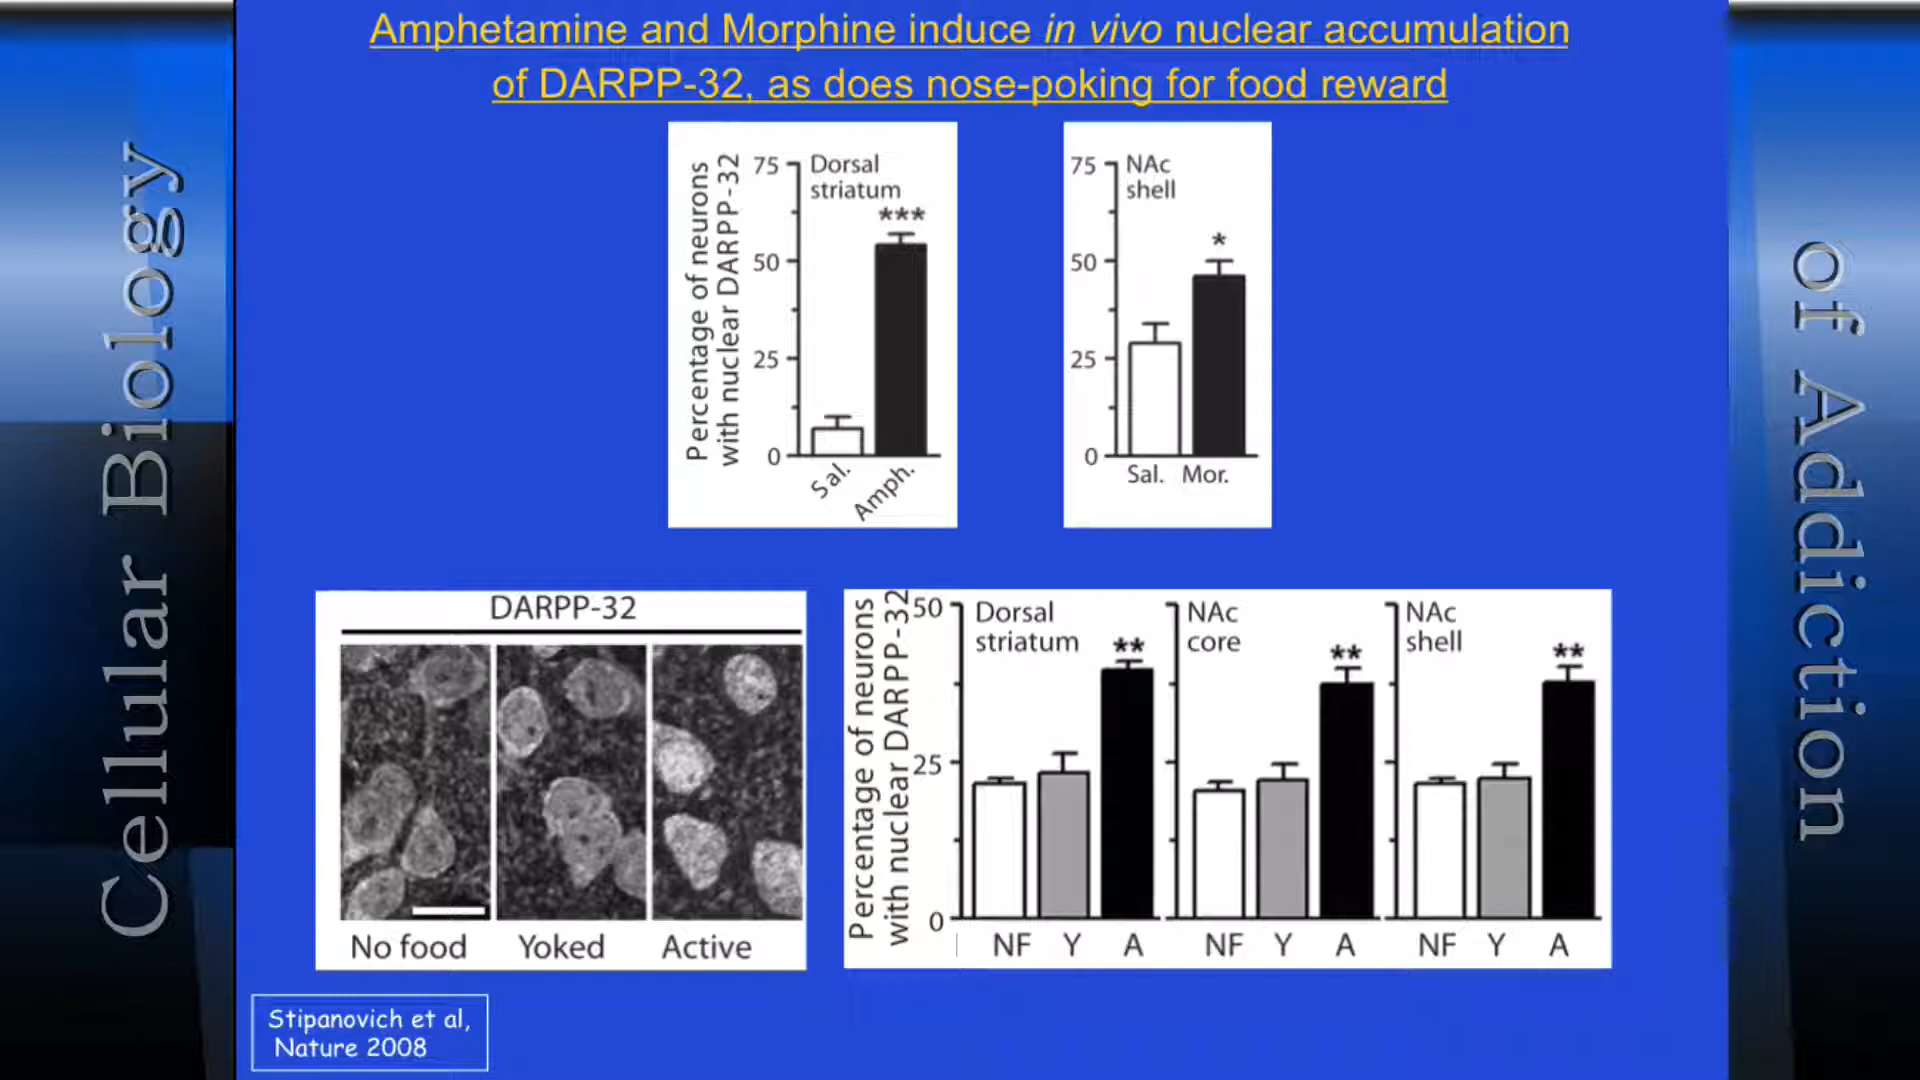 Amphetamine and Morphine induce in vivo nuclear accumulation
of DARPP-32, as does nose-poking for food reward
Cellular Biology
of Addiction
Percentage of neurons
with nuclear DARPP-32
75
50
25
0
Dorsal
striatum
***
Sal.
Amph.
75
50
25
0
NAc
shell
*
Sal. Mor.
DARPP-32
No food Yoked Active
Percentage of neurons
with nuclear DARPP-32
50
25
0
Dorsal
striatum
**
NF Y A
NAc
core
**
NF Y A
NAc
shell
**
NF Y A
Stipanovich et al,
Nature 2008